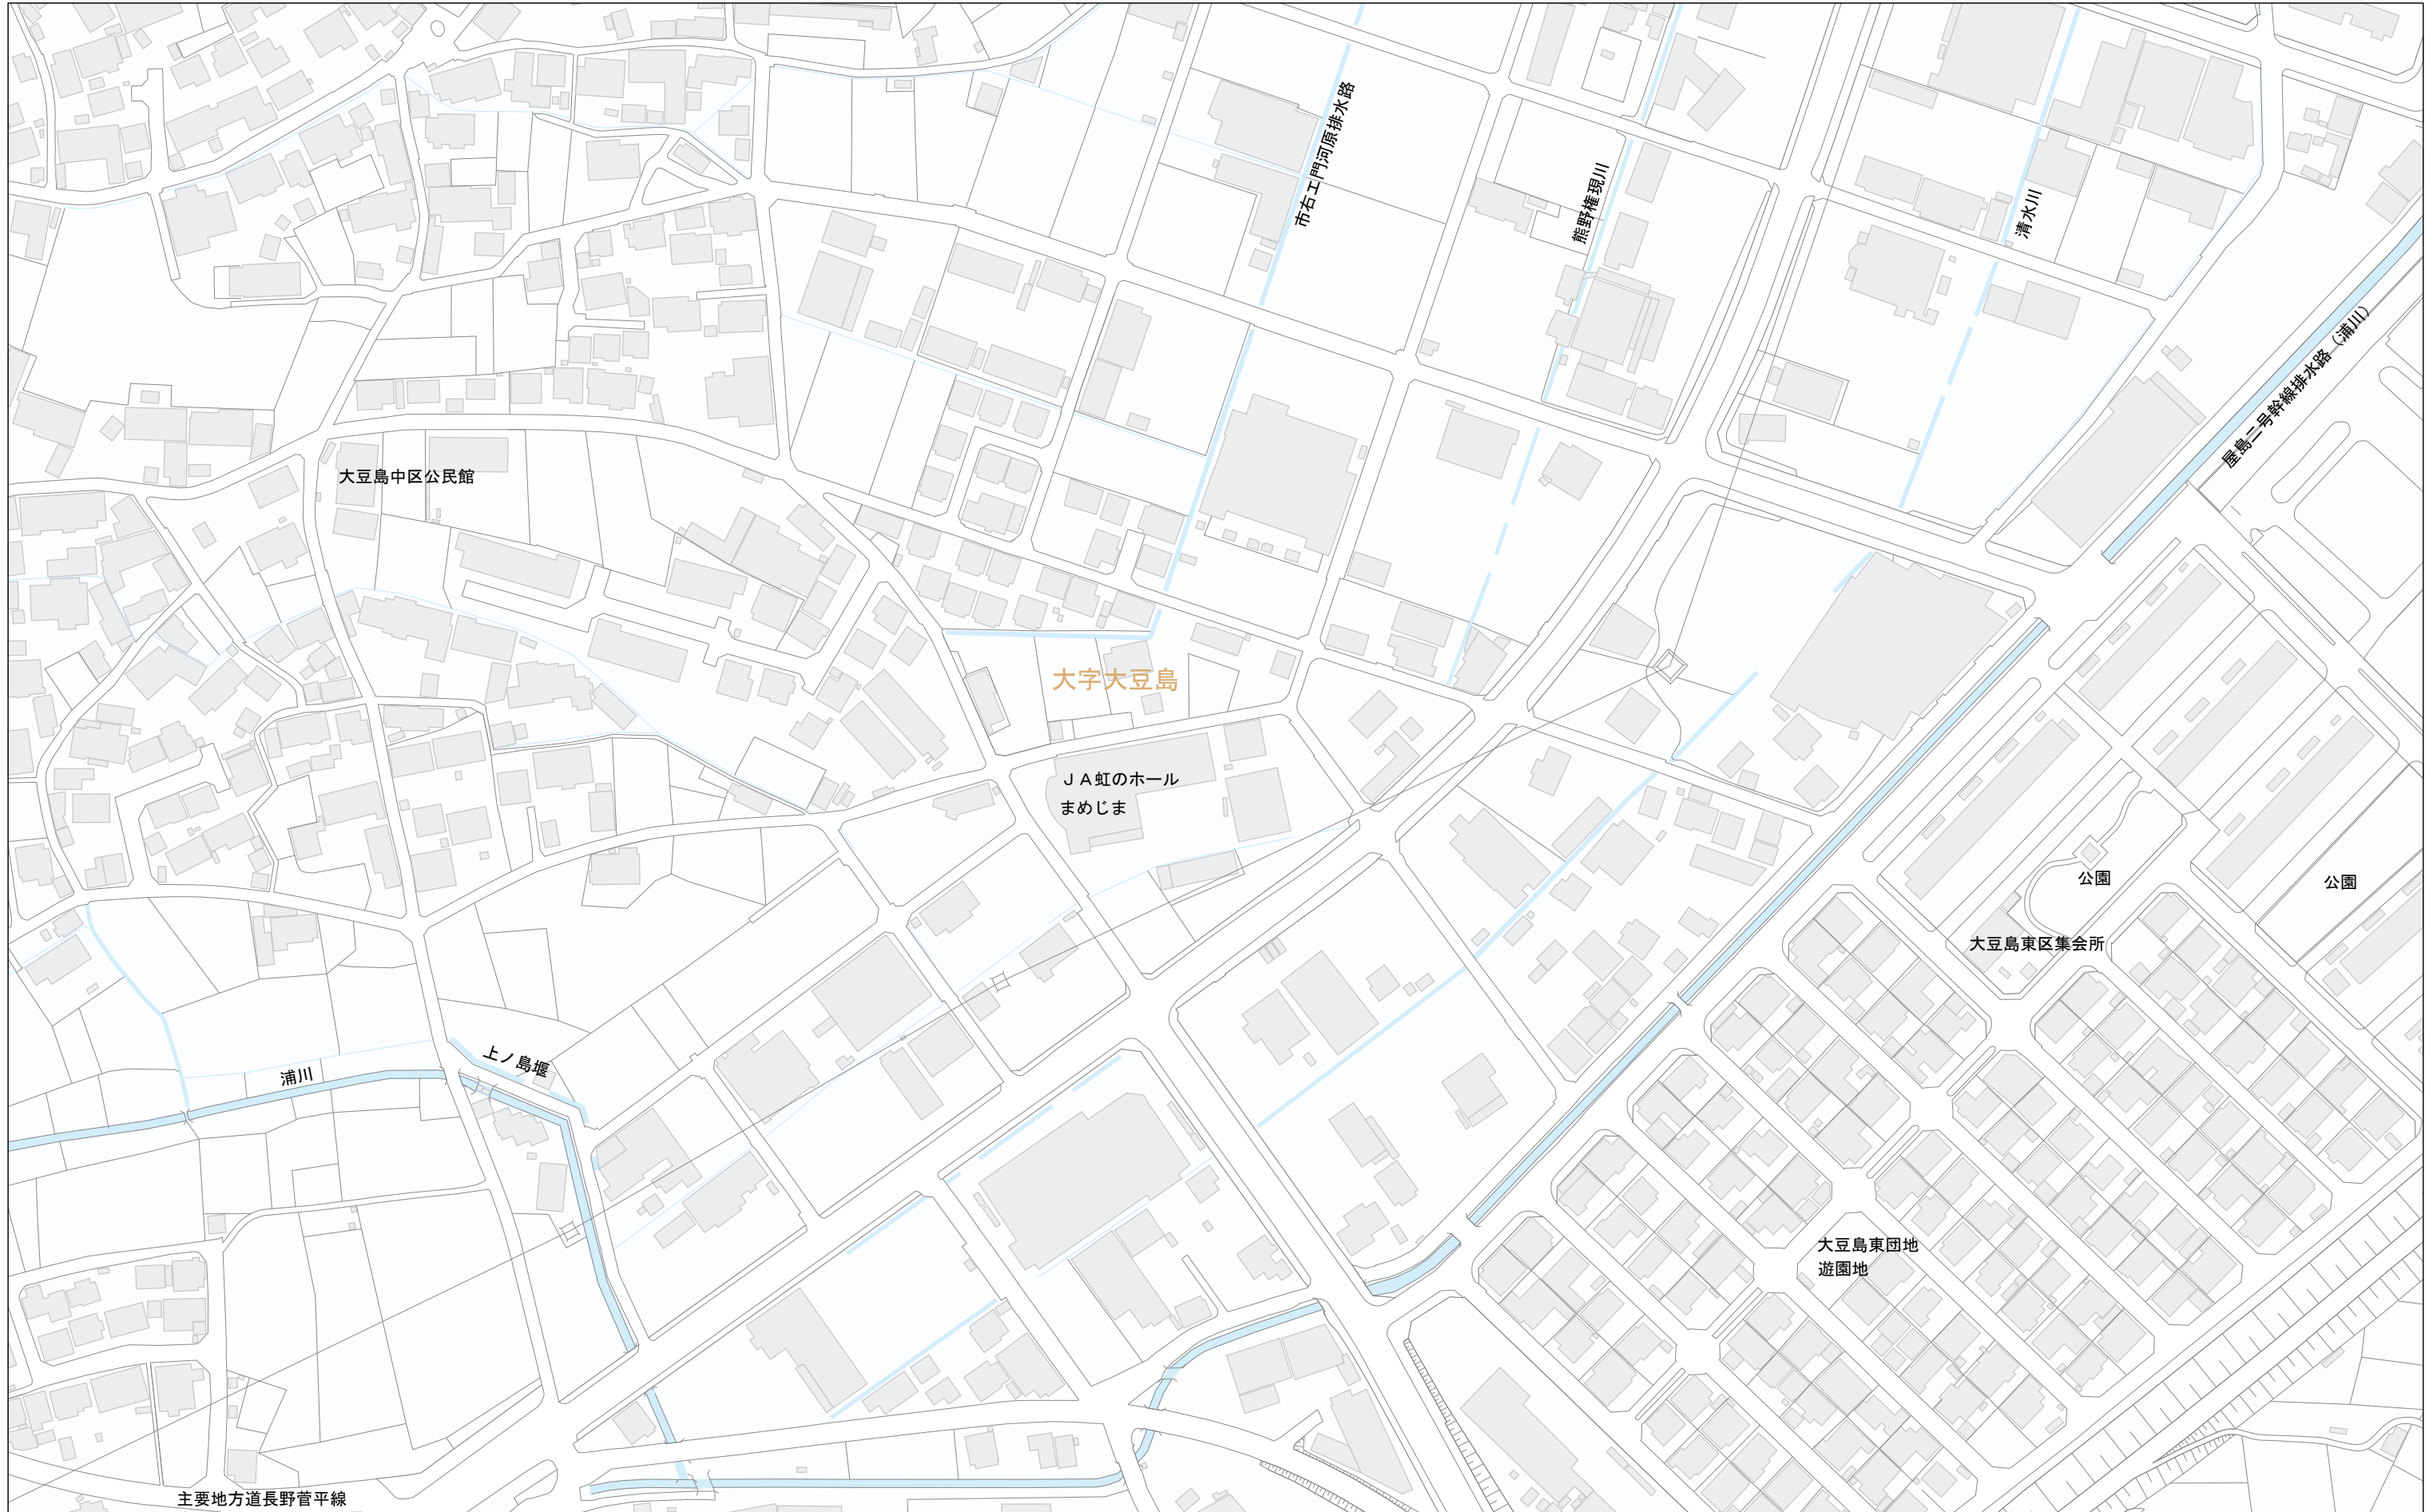 市右エ門河原排水路
熊野権現川
清水川
屋島二号幹線排水路（浦川）
大豆島中区公民館
大字大豆島
ＪＡ虹のホール
まめじま
公園
公園
大豆島東区集会所
上ノ島堰
浦川
大豆島東団地
遊園地
主要地方道長野菅平線